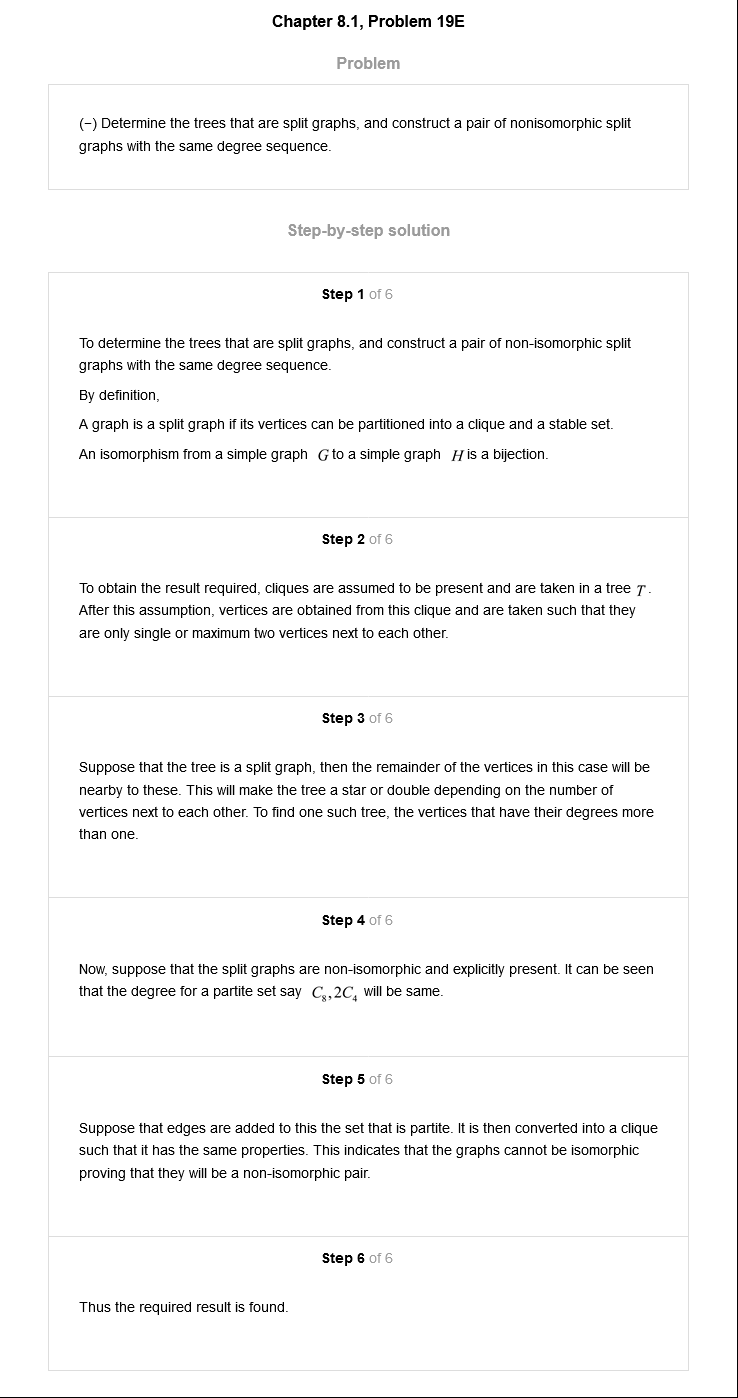 Chapter 8.1, Problem 19E
Problem
(−) Determine the trees that are split graphs, and construct a pair of nonisomorphic split
graphs with the same degree sequence.
Step-by-step solution
Step 1 of 6
To determine the trees that are split graphs, and construct a pair of non-isomorphic split
graphs with the same degree sequence.
By definition,
A graph is a split graph if its vertices can be partitioned into a clique and a stable set.
An isomorphism from a simple graph G to a simple graph H is a bijection.
Step 2 of 6
To obtain the result required, cliques are assumed to be present and are taken in a tree T.
After this assumption, vertices are obtained from this clique and are taken such that they
are only single or maximum two vertices next to each other.
Step 3 of 6
Suppose that the tree is a split graph, then the remainder of the vertices in this case will be
nearby to these. This will make the tree a star or double depending on the number of
vertices next to each other. To find one such tree, the vertices that have their degrees more
than one.
Step 4 of 6
Now, suppose that the split graphs are non-isomorphic and explicitly present. It can be seen
that the degree for a partite set say C₈, 2C₄ will be same.
Step 5 of 6
Suppose that edges are added to this the set that is partite. It is then converted into a clique
such that it has the same properties. This indicates that the graphs cannot be isomorphic
proving that they will be a non-isomorphic pair.
Step 6 of 6
Thus the required result is found.